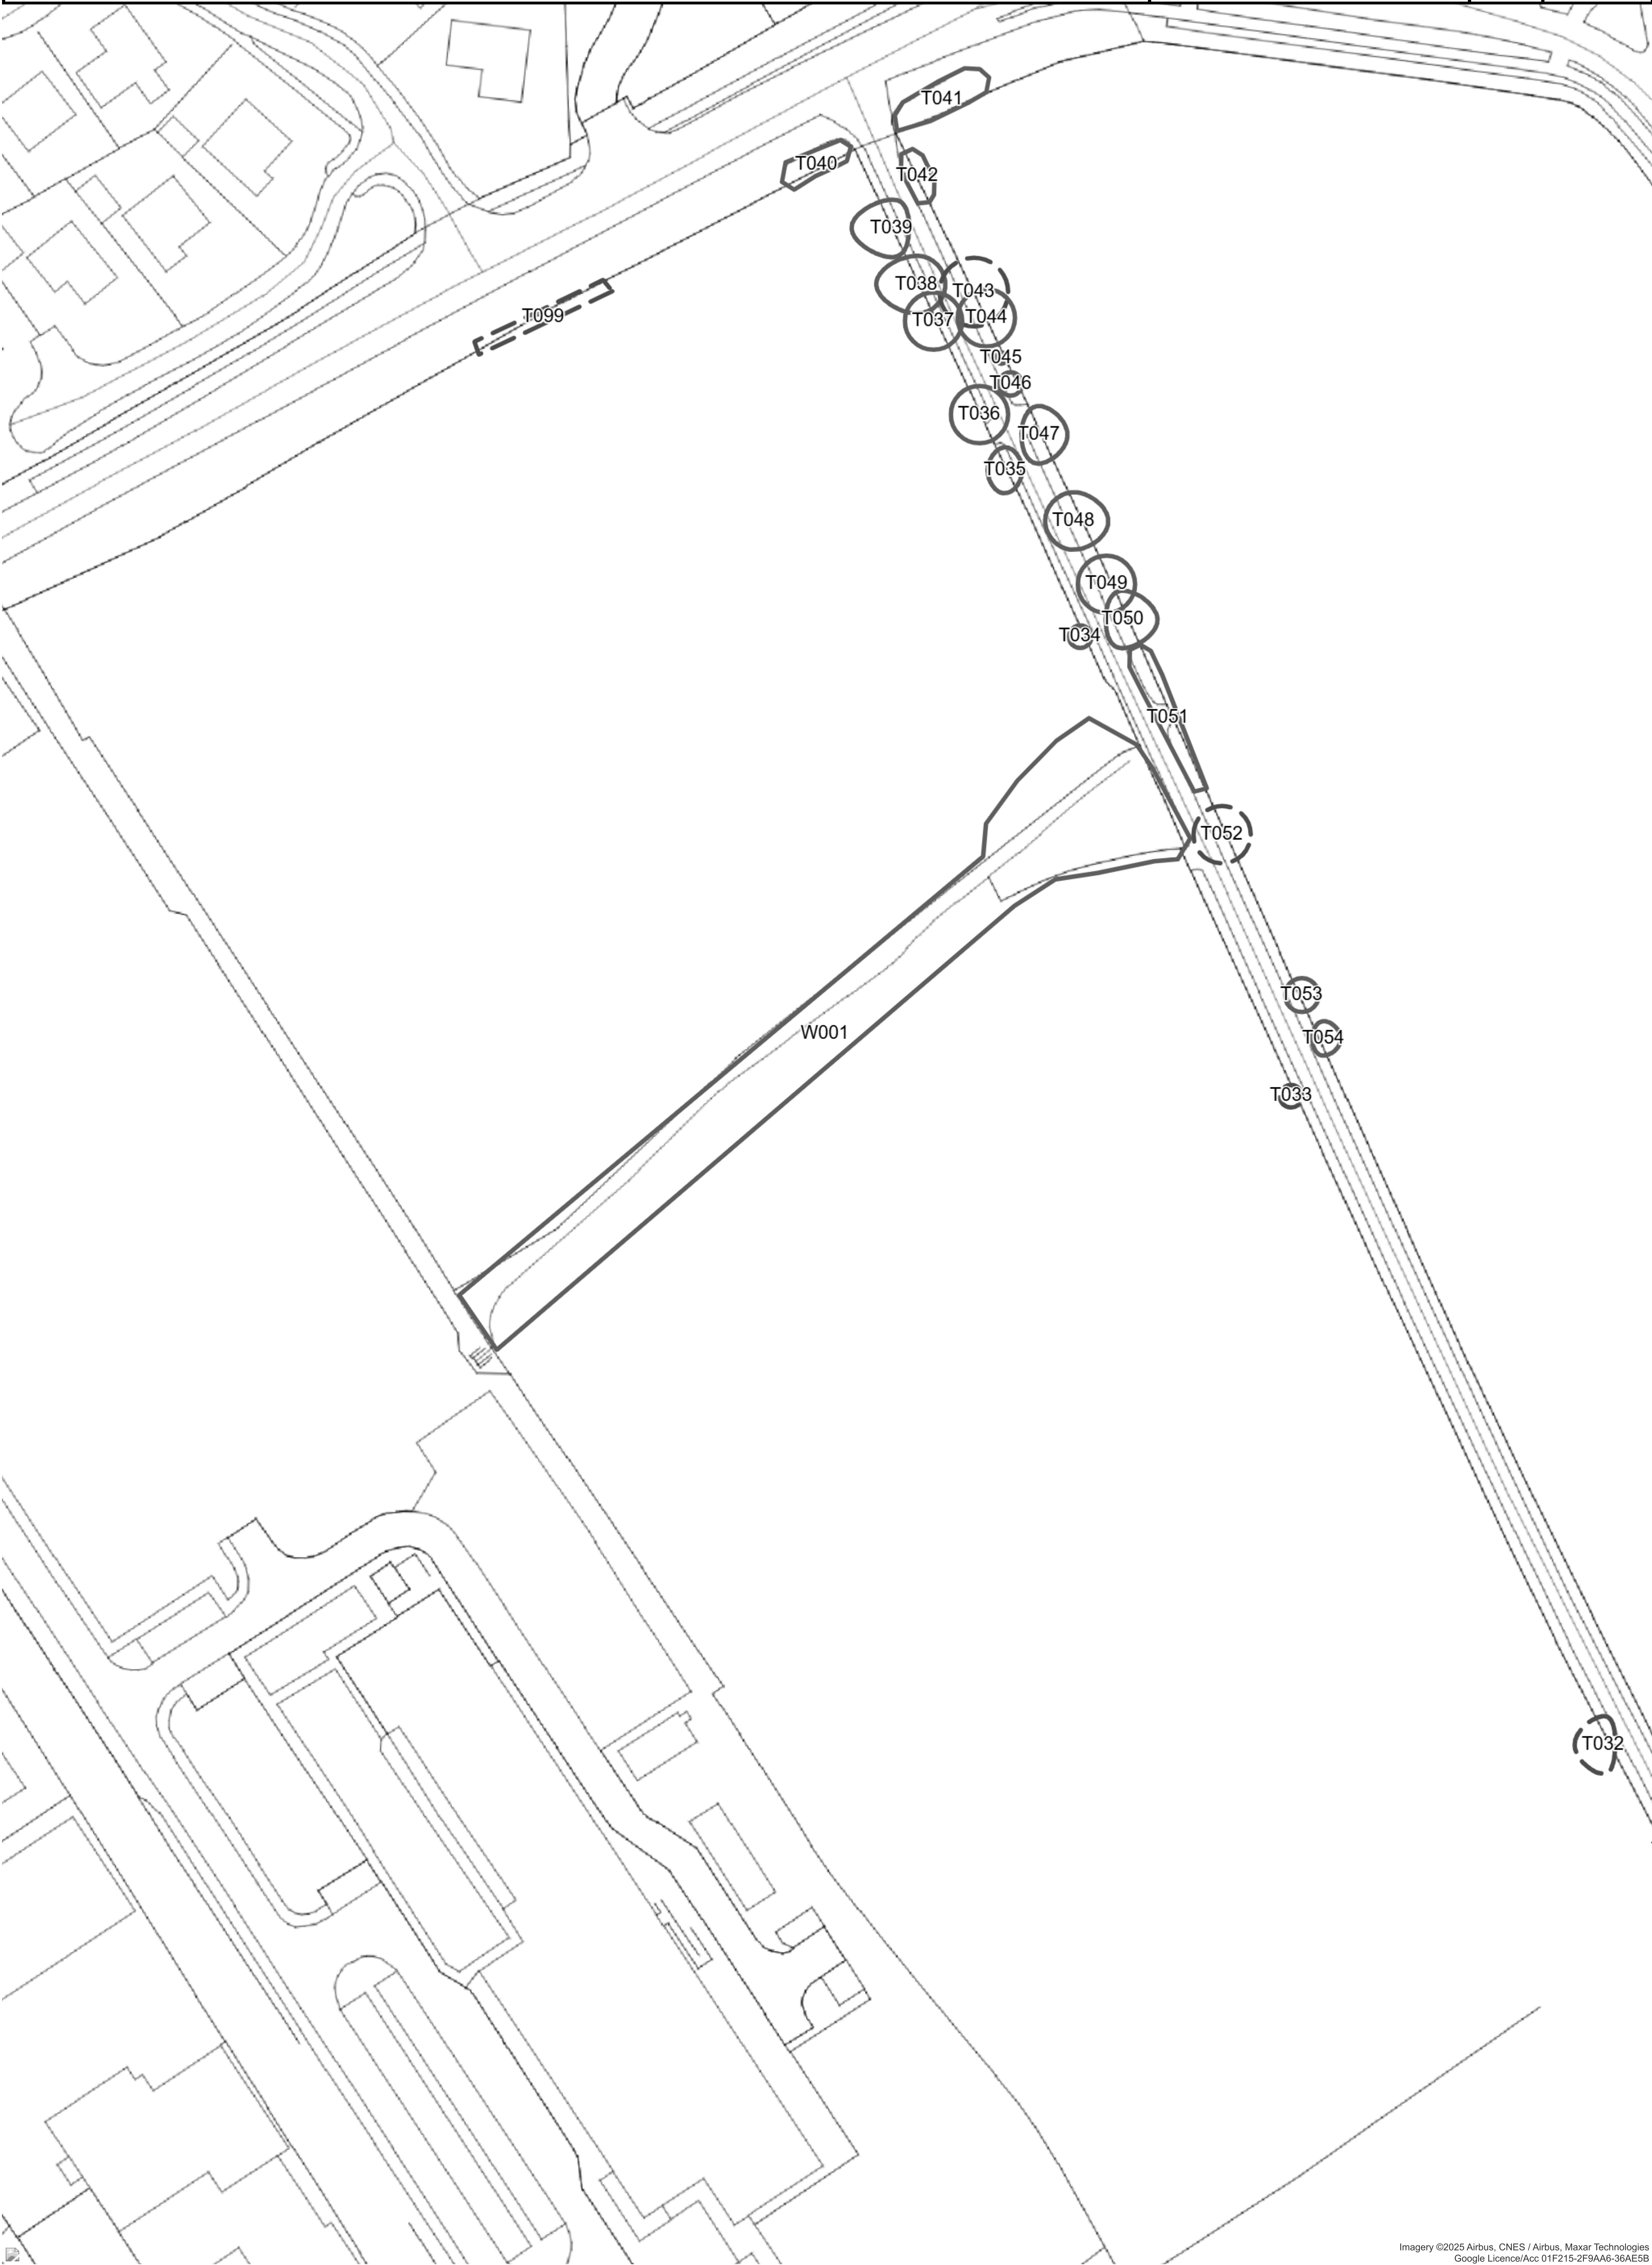 T041
T040
T042
T039
T038
T043
T099
T037
T044
T045
T046
T036
T047
T035
T048
T049
T050
T034
T051
T052
T053
W001
T054
T033
T032
Imagery ©2025 Airbus, CNES / Airbus, Maxar Technologies
Google Licence/Acc 01F215-2F9AA6-36AE5B